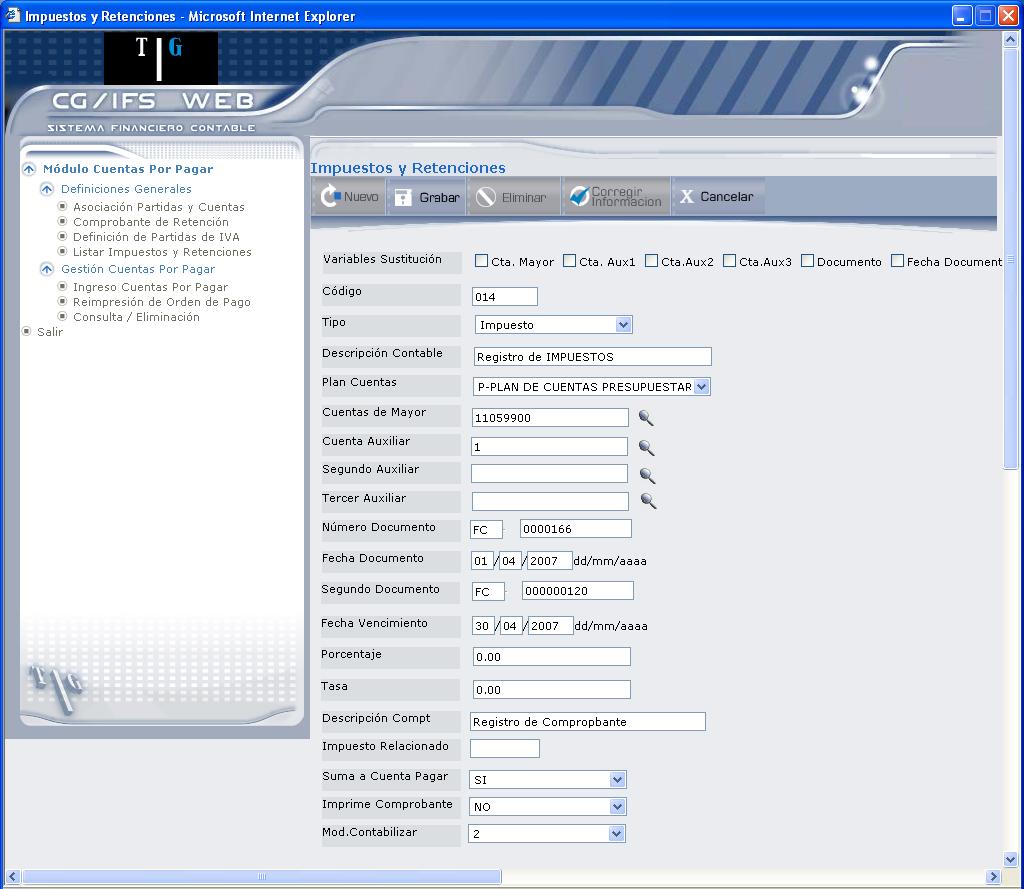 Impuestos y Retenciones - Microsoft Internet Explorer
T G
CG/IFS WEB
SISTEMA FINANCIERO CONTABLE
Módulo Cuentas Por Pagar
Definiciones Generales
Asociación Partidas y Cuentas
Comprobante de Retención
Definición de Partidas de IVA
Listar Impuestos y Retenciones
Gestión Cuentas Por Pagar
Ingreso Cuentas Por Pagar
Reimpresión de Orden de Pago
Consulta / Eliminación
Salir
T G
Impuestos y Retenciones
Nuevo Grabar Eliminar Corregir Informacion X Cancelar
Variables Sustitución Cta. Mayor Cta. Aux1 Cta.Aux2 Cta.Aux3 Documento Fecha Document
Código 014
Tipo Impuesto
Descripción Contable Registro de IMPUESTOS
Plan Cuentas P-PLAN DE CUENTAS PRESUPUESTAR
Cuentas de Mayor 11059900
Cuenta Auxiliar 1
Segundo Auxiliar
Tercer Auxiliar
Número Documento FC 0000166
Fecha Documento 01 / 04 / 2007 dd/mm/aaaa
Segundo Documento FC 000000120
Fecha Vencimiento 30 / 04 / 2007 dd/mm/aaaa
Porcentaje 0.00
Tasa 0.00
Descripción Compt Registro de Compropbante
Impuesto Relacionado
Suma a Cuenta Pagar SI
Imprime Comprobante NO
Mod.Contabilizar 2